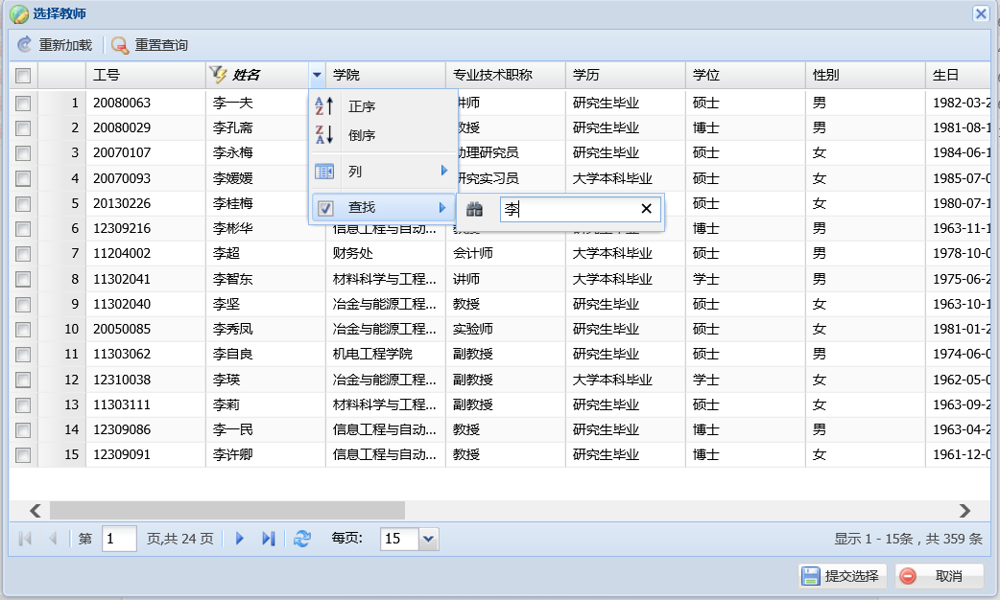 选择教师
重新加载 重置查询
工号 姓名 学院 专业技术职称 学历 学位 性别 生日
1 20080063 李一夫 讲师 研究生毕业 硕士 男 1982-03-2
2 20080029 李孔斋 教授 研究生毕业 博士 男 1981-08-1
3 20070107 李永梅 助理研究员 研究生毕业 硕士 女 1984-06-1
4 20070093 李媛媛 研究实习员 大学本科毕业 硕士 女 1985-07-0
5 20130226 李桂梅 硕士 女 1980-07-1
6 12309216 李彬华 信息工程与自动... 教授 研究生毕业 博士 男 1963-11-1
7 11204002 李超 财务处 会计师 大学本科毕业 硕士 男 1978-10-0
8 11302041 李智东 材料科学与工程... 讲师 大学本科毕业 学士 男 1975-06-2
9 11302040 李坚 冶金与能源工程... 教授 研究生毕业 硕士 女 1963-10-1
10 20050085 李秀凤 冶金与能源工程... 实验师 研究生毕业 硕士 女 1981-01-2
11 11303062 李自良 机电工程学院 副教授 研究生毕业 硕士 男 1974-06-0
12 12310038 李瑛 冶金与能源工程... 副教授 大学本科毕业 学士 女 1962-05-0
13 11303111 李莉 材料科学与工程... 副教授 研究生毕业 硕士 女 1963-09-2
14 12309086 李一民 信息工程与自动... 教授 研究生毕业 博士 男 1963-04-2
15 12309091 李许卿 信息工程与自动... 教授 研究生毕业 博士 女 1961-12-0
正序
倒序
列
查找 李
第 1 页,共 24 页 每页: 15 显示 1 - 15条，共 359 条
提交选择 取消